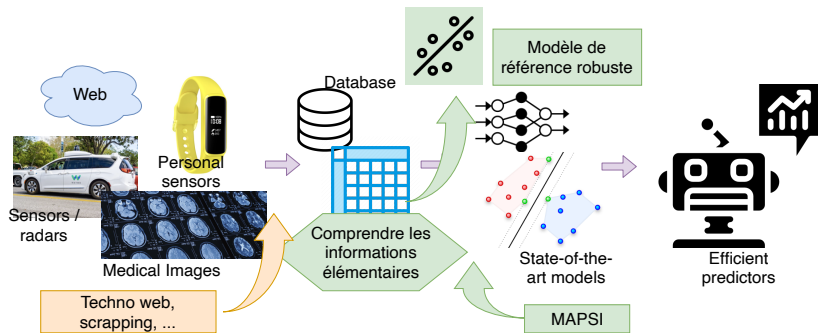 Modèle de
référence robuste
Web
Database
Personal
sensors
Sensors /
radars
Medical Images
Comprendre les
informations
élémentaires
State-of-the-
art models
Efficient
predictors
Techno web,
scrapping, ...
MAPSI